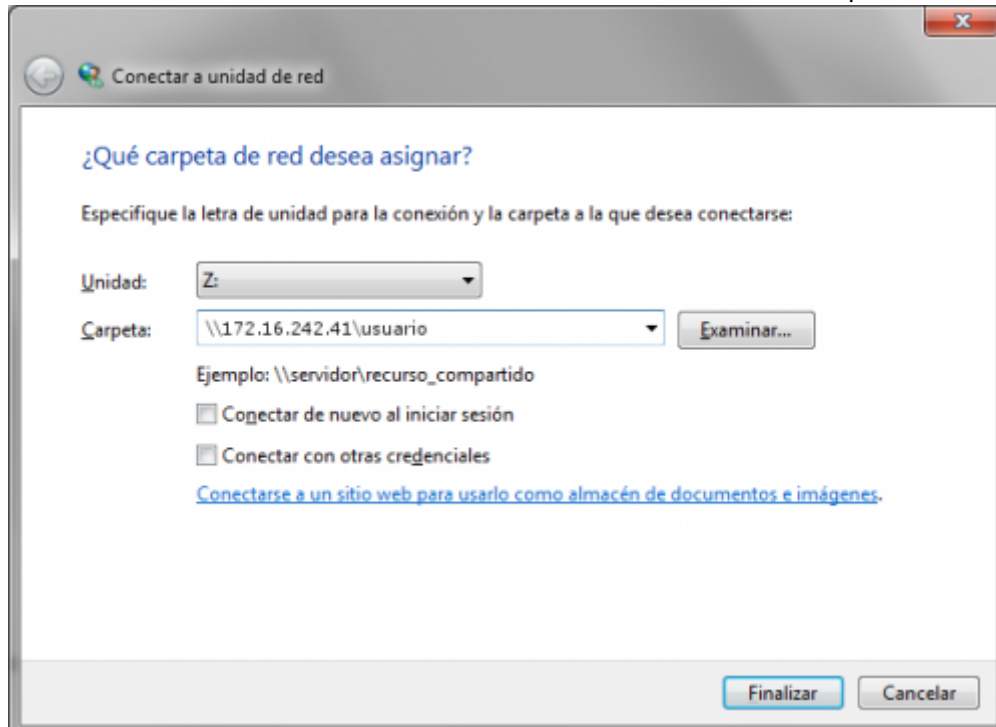 Conectar a unidad de red
¿Qué carpeta de red desea asignar?
Especifique la letra de unidad para la conexión y la carpeta a la que desea conectarse:
Unidad: Z:
Carpeta: \\172.16.242.41\usuario Examinar...
Ejemplo: \\servidor\recurso_compartido
Conectar de nuevo al iniciar sesión
Conectar con otras credenciales
Conectarse a un sitio web para usarlo como almacén de documentos e imágenes.
Finalizar Cancelar